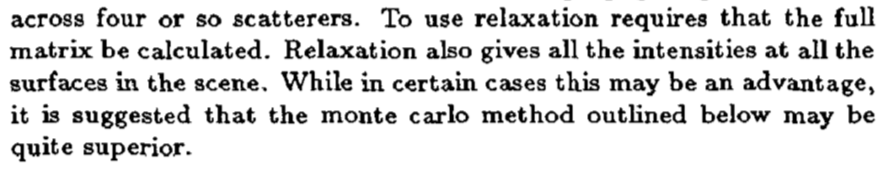 across four or so scatterers. To use relaxation requires that the full
matrix be calculated. Relaxation also gives all the intensities at all the
surfaces in the scene. While in certain cases this may be an advantage,
it is suggested that the monte carlo method outlined below may be
quite superior.